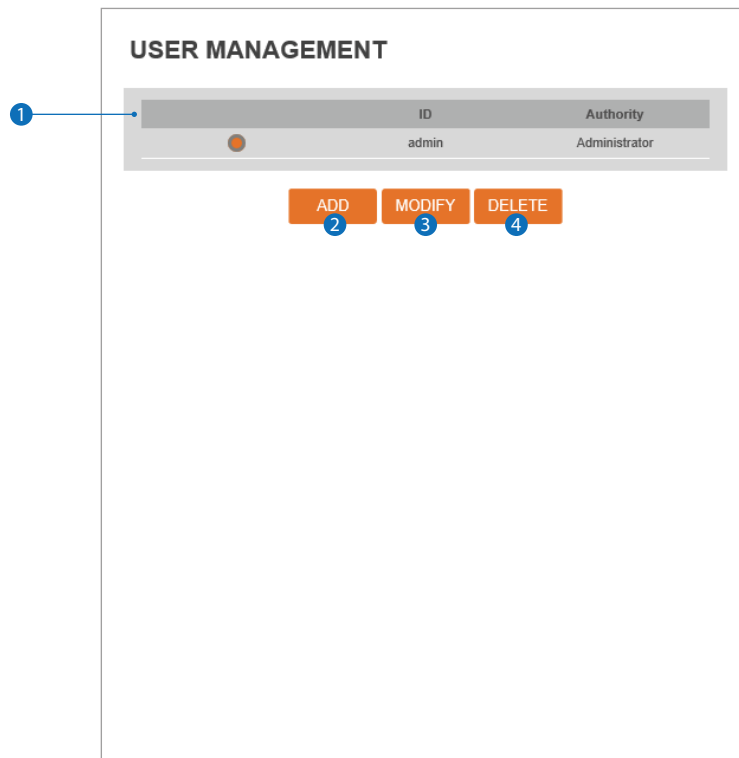 USER MANAGEMENT
1
ID Authority
admin Administrator
ADD MODIFY DELETE
2 3 4